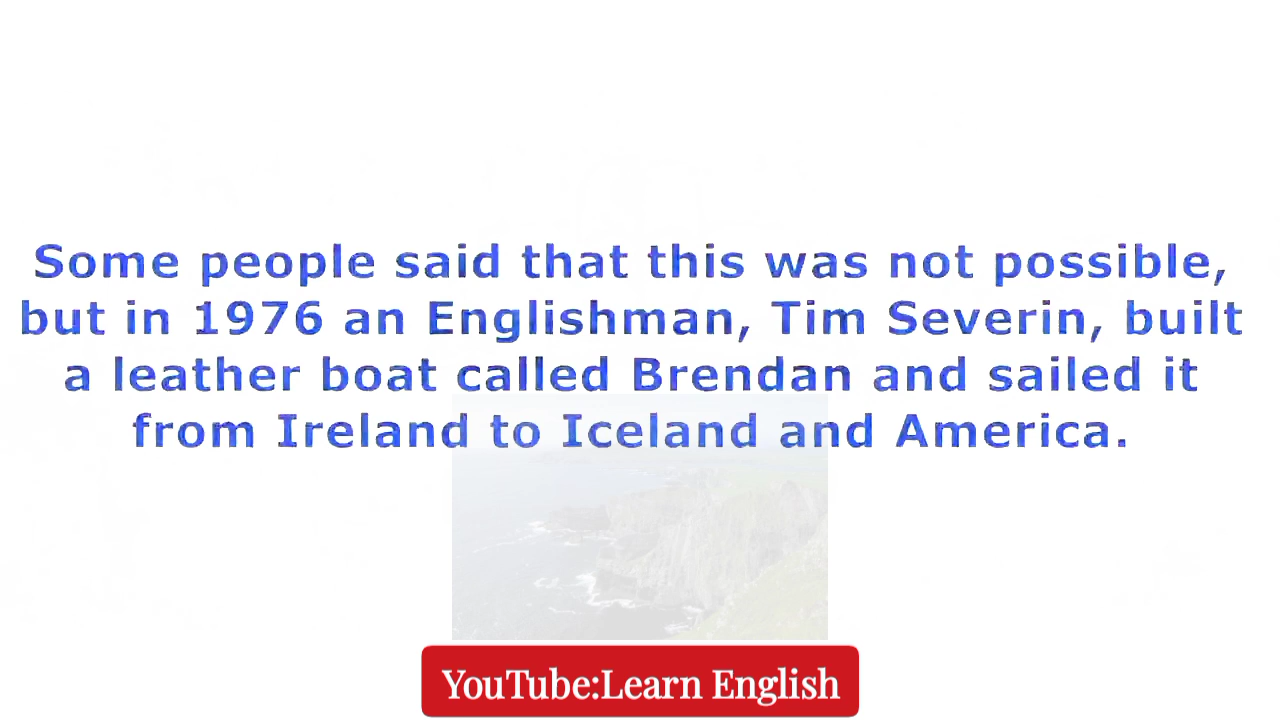 Some people said that this was not possible,
but in 1976 an Englishman, Tim Severin, built
a leather boat called Brendan and sailed it
from Ireland to Iceland and America.
YouTube:Learn English